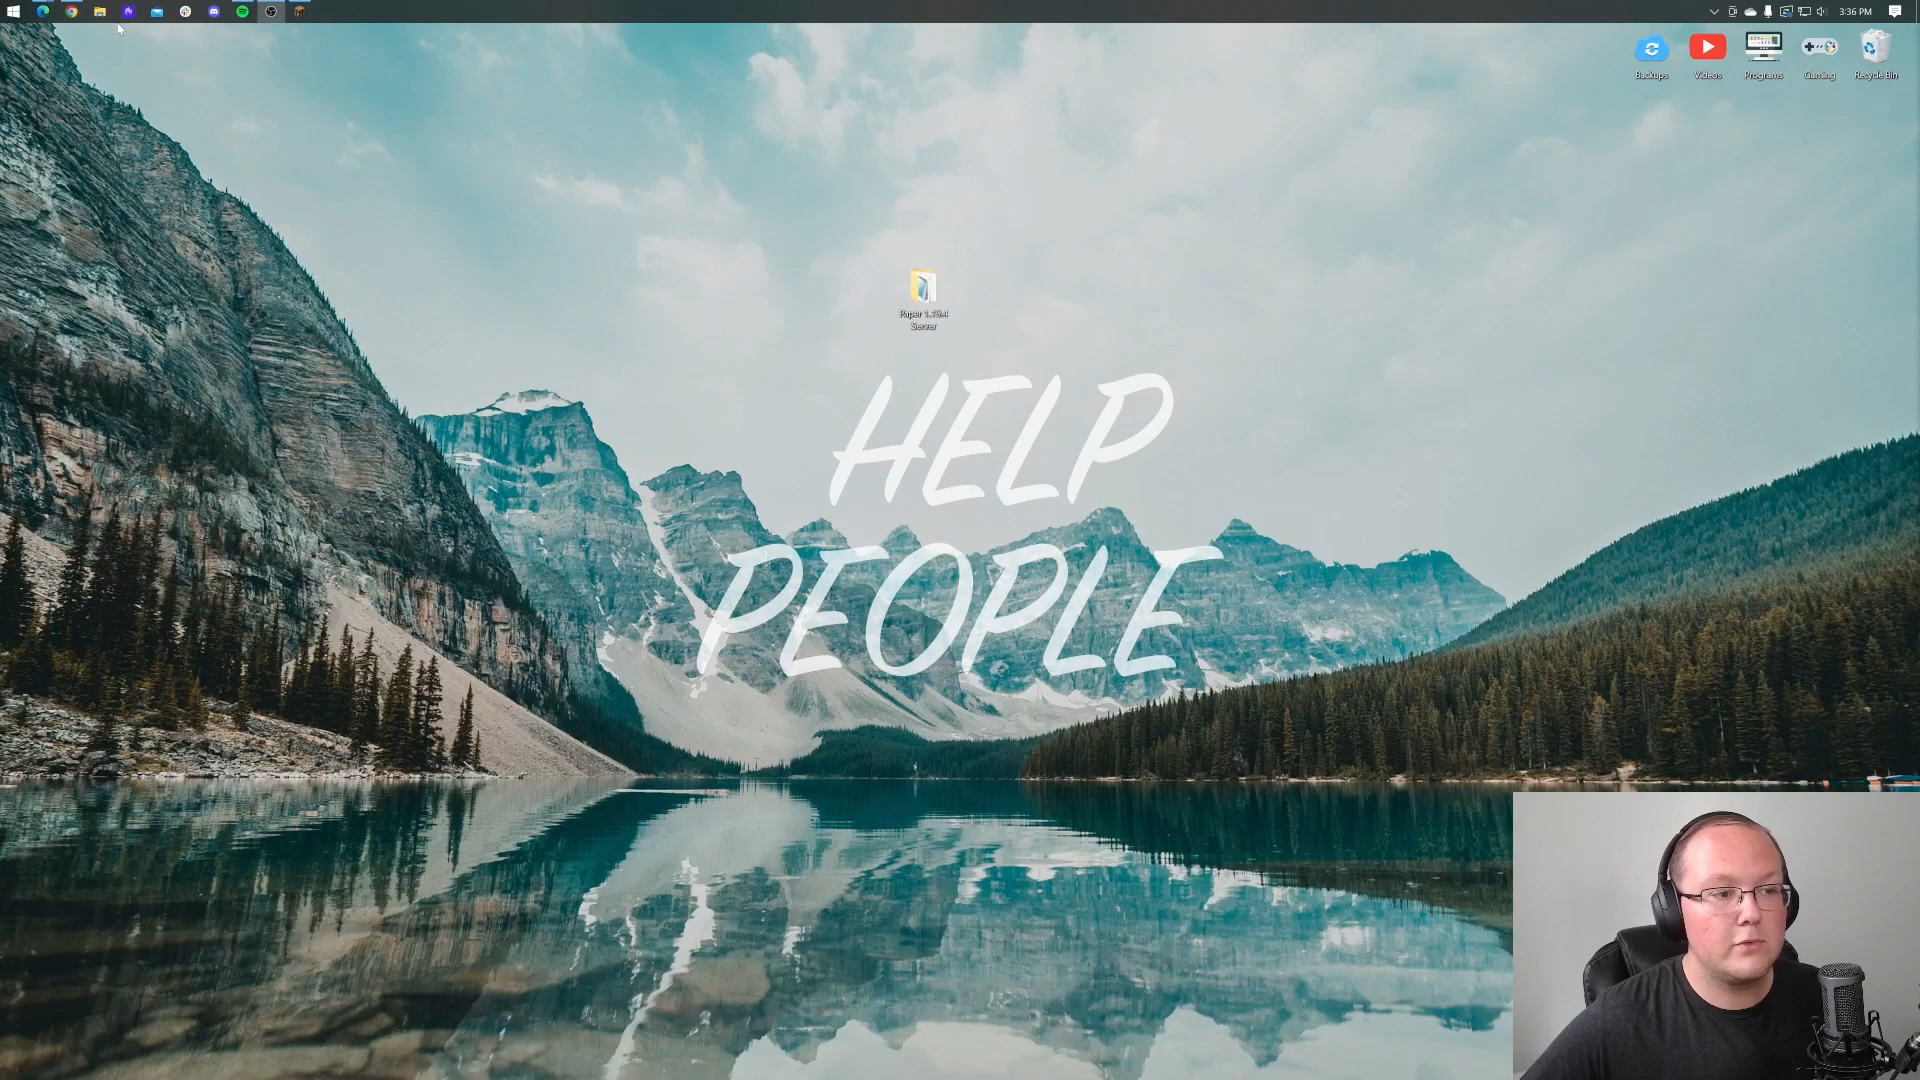 3:36 PM
Backups
Videos
Programs
Gaming
Recycle Bin
Paper 1.19.4
Server
HELP
PEOPLE